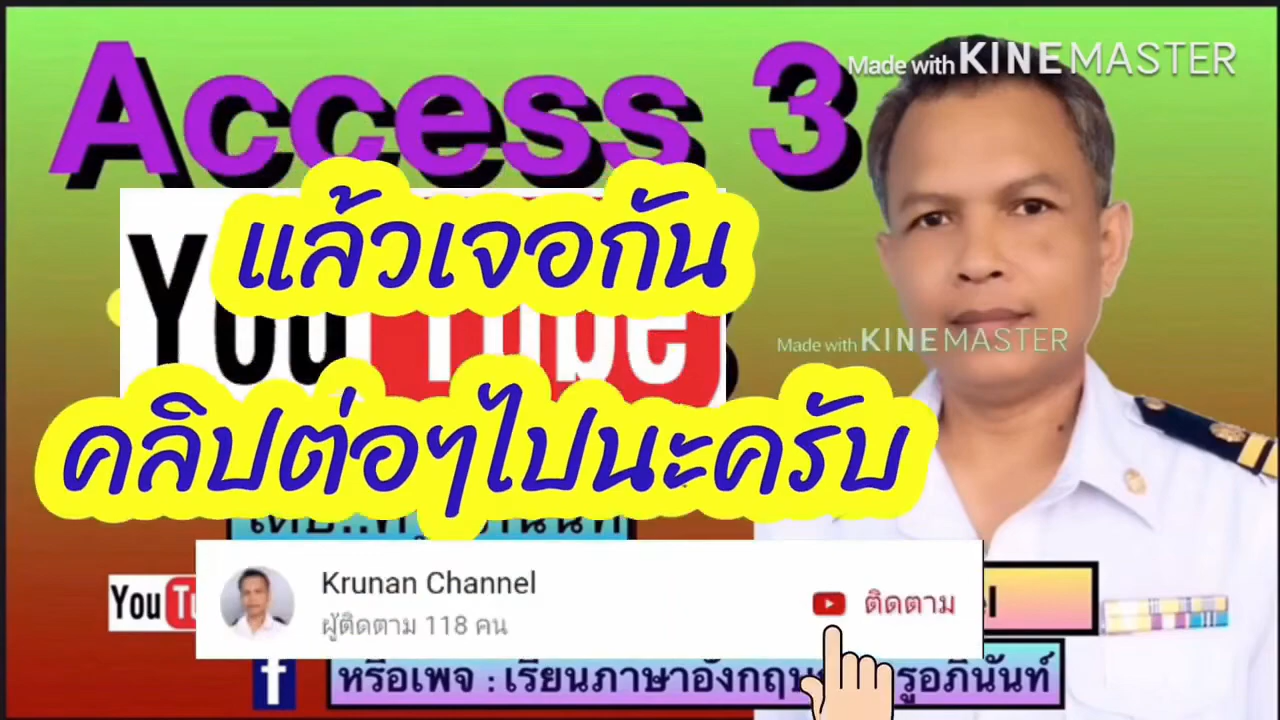 Access 3
Made with KINEMASTER
แล้วเจอกัน
YouTube
Made with KINEMASTER
คลิปต่อๆไปนะครับ
Krunan Channel
ติดตาม
ผู้ติดตาม 118 คน
You
หรือเพจ : เรียนภาษาอังกฤษ รูอภินันท์